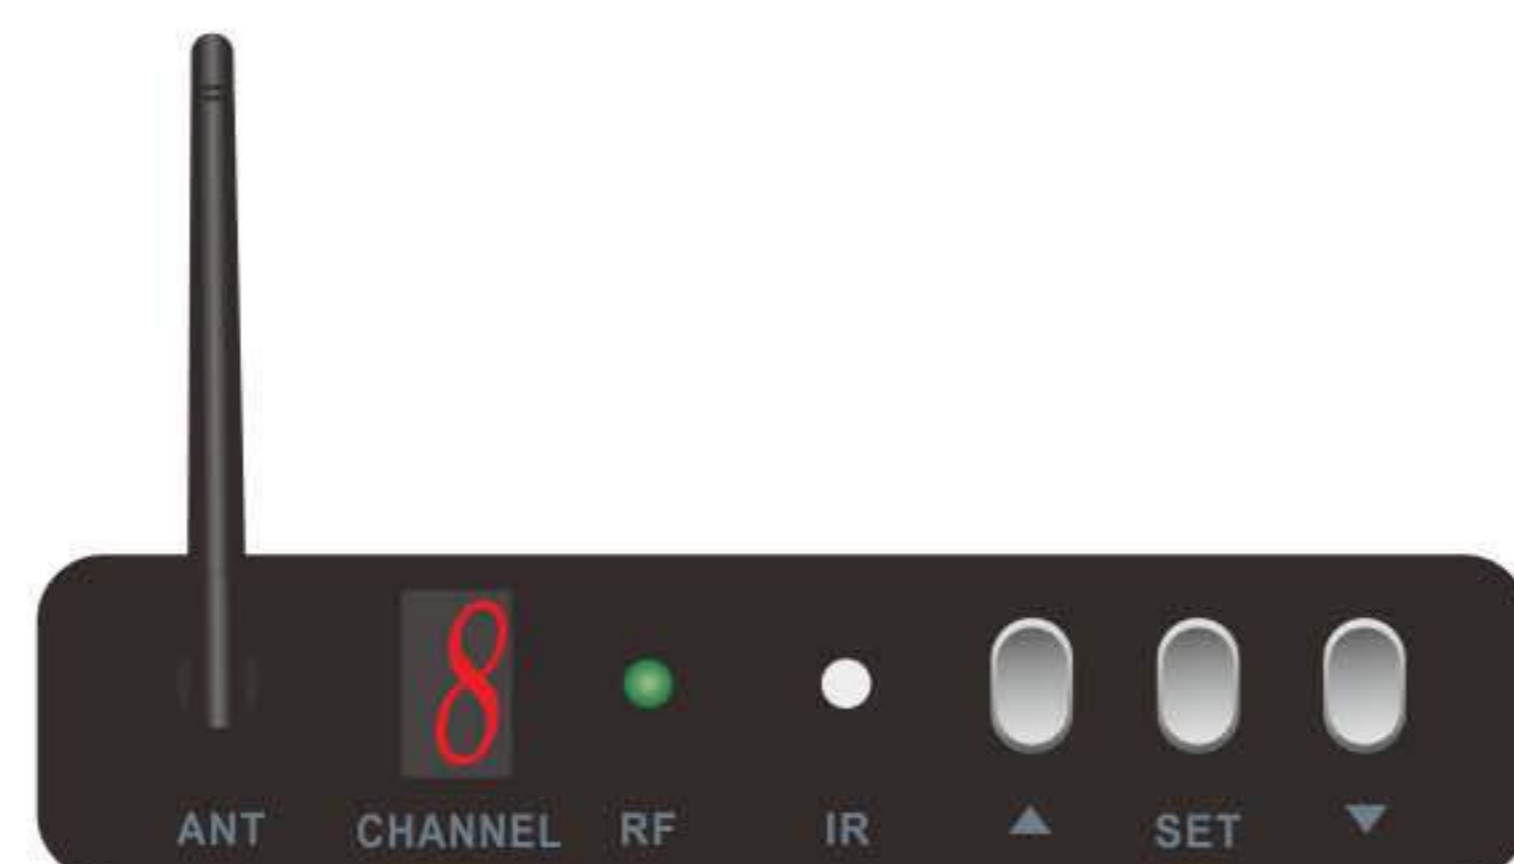 8
ANT CHANNEL RF IR ▲ SET ▼